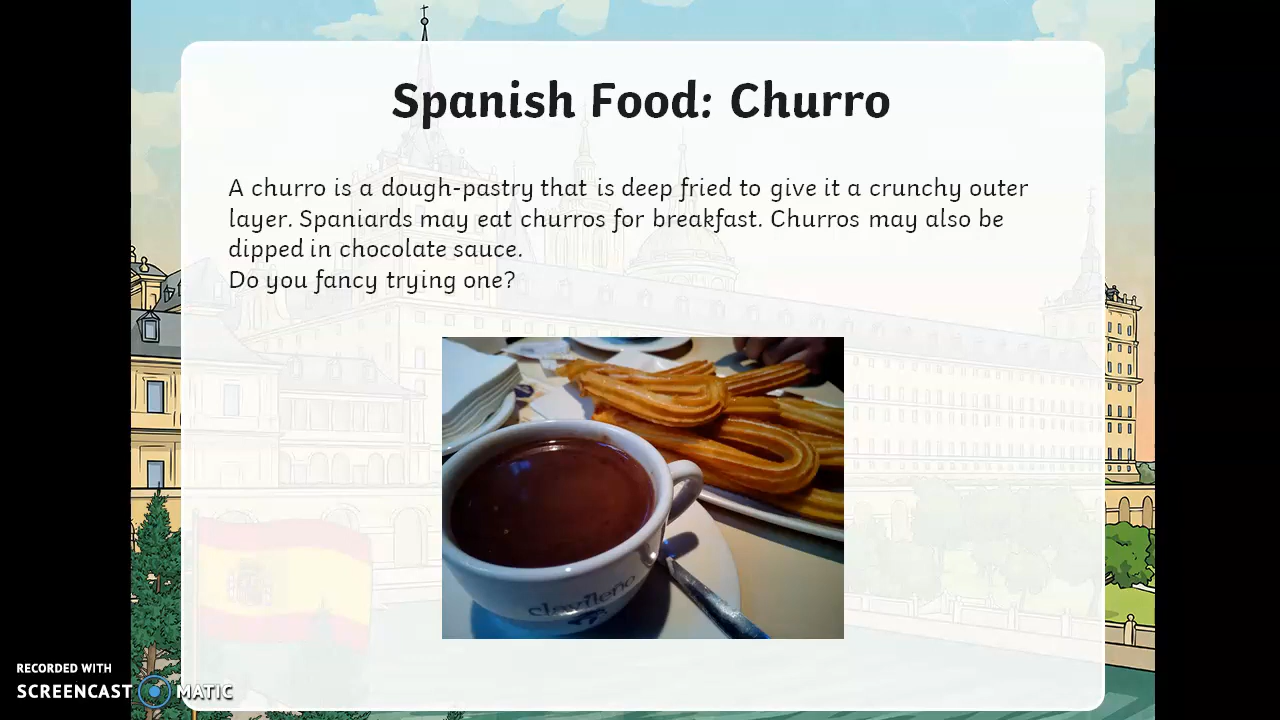 Spanish Food: Churro
A churro is a dough-pastry that is deep fried to give it a crunchy outer
layer. Spaniards may eat churros for breakfast. Churros may also be
dipped in chocolate sauce.
Do you fancy trying one?
clavileño
RECORDED WITH
SCREENCAST MATIC